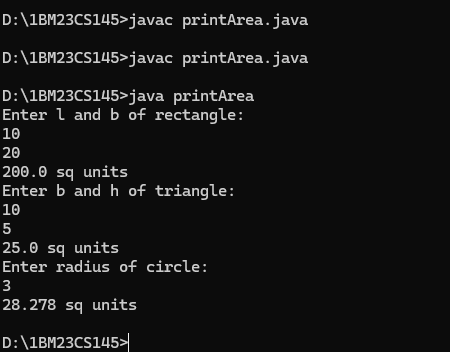 D:\1BM23CS145>javac printArea.java
D:\1BM23CS145>javac printArea.java
D:\1BM23CS145>java printArea
Enter l and b of rectangle:
10
20
200.0 sq units
Enter b and h of triangle:
10
5
25.0 sq units
Enter radius of circle:
3
28.278 sq units
D:\1BM23CS145>